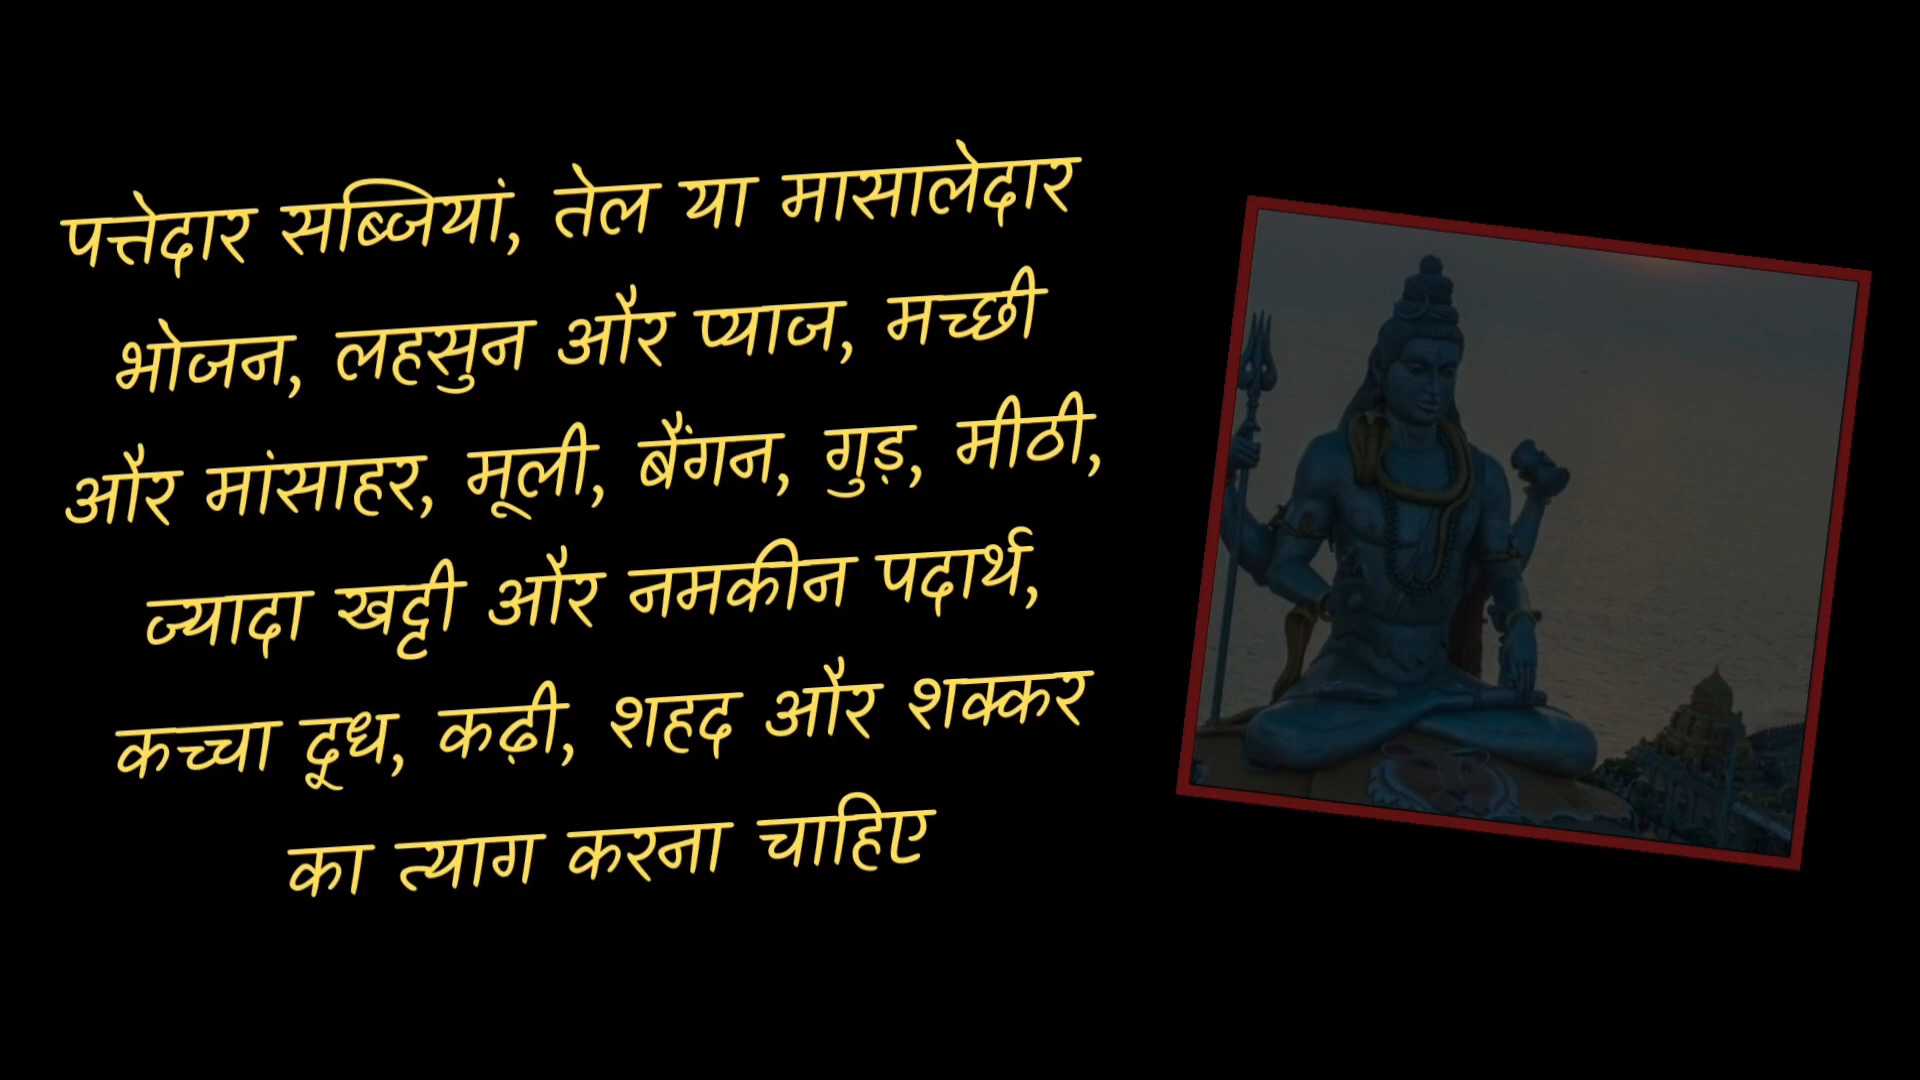 पत्तेदार सब्जियां, तेल या मासालेदार
भोजन, लहसुन और प्याज, मच्छी
और मांसाहर, मूली, बैंगन, गुड़, मीठी,
ज्यादा खट्टी और नमकीन पदार्थ,
कच्चा दूध, कढ़ी, शहद और शक्कर
का त्याग करना चाहिए